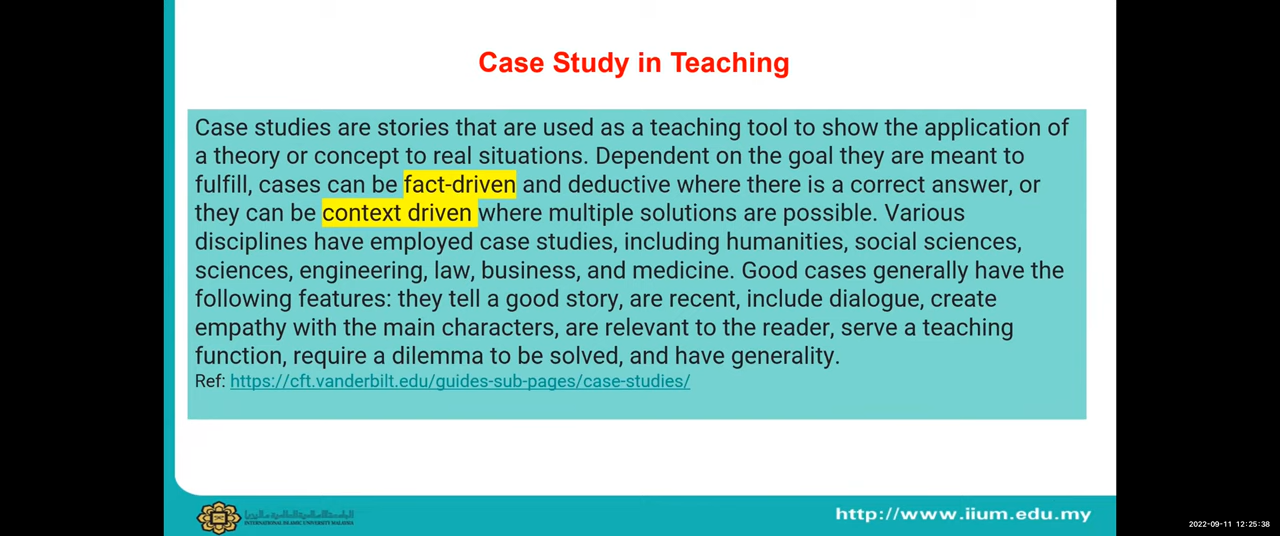 Case Study in Teaching
Case studies are stories that are used as a teaching tool to show the application of
a theory or concept to real situations. Dependent on the goal they are meant to
fulfill, cases can be fact-driven and deductive where there is a correct answer, or
they can be context driven where multiple solutions are possible. Various
disciplines have employed case studies, including humanities, social sciences,
sciences, engineering, law, business, and medicine. Good cases generally have the
following features: they tell a good story, are recent, include dialogue, create
empathy with the main characters, are relevant to the reader, serve a teaching
function, require a dilemma to be solved, and have generality.
Ref: https://cft.vanderbilt.edu/guides-sub-pages/case-studies/
INTERNATIONAL ISLAMIC UNIVERSITY MALAYSIA
http://www.iium.edu.my
2022-09-11 12:25:38